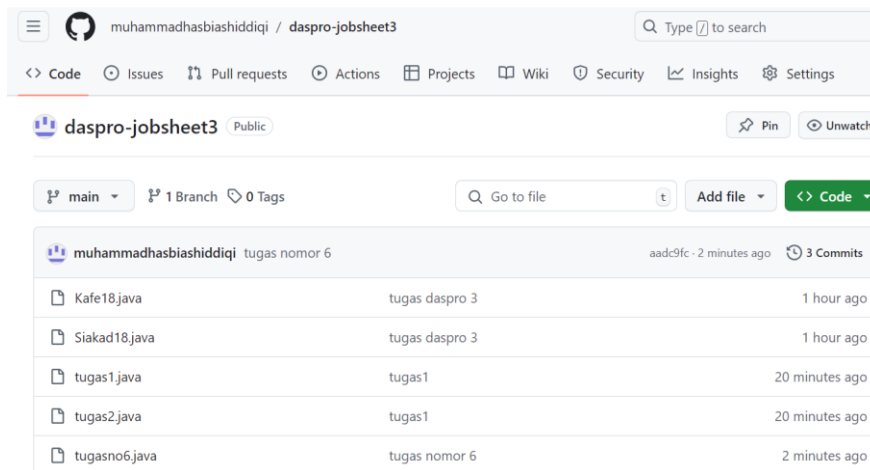 muhammadhasbiashiddiqi / daspro-jobsheet3 Type / to search
Code Issues Pull requests Actions Projects Wiki Security Insights Settings
daspro-jobsheet3 Public Pin Unwatch
main 1 Branch 0 Tags Go to file t Add file Code
muhammadhasbiashiddiqi tugas nomor 6 aadc9fc · 2 minutes ago 3 Commits
Kafe18.java tugas daspro 3 1 hour ago
Siakad18.java tugas daspro 3 1 hour ago
tugas1.java tugas1 20 minutes ago
tugas2.java tugas1 20 minutes ago
tugasno6.java tugas nomor 6 2 minutes ago